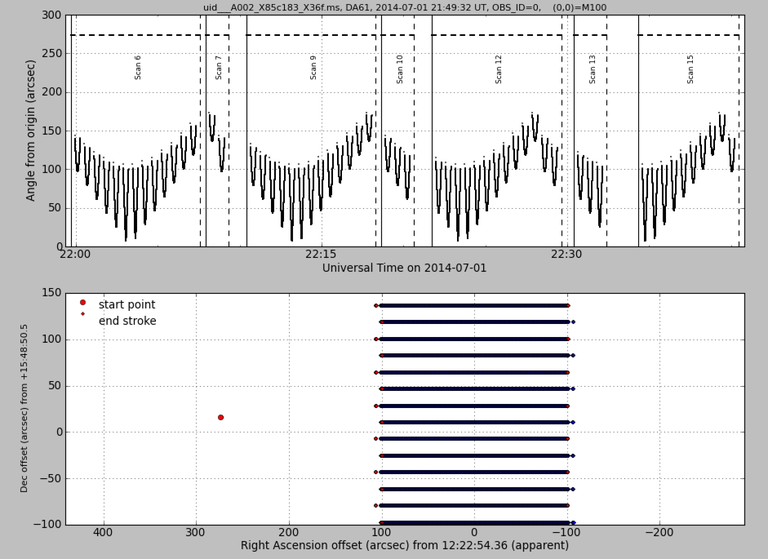 uid___A002_X85c183_X36f.ms, DA61, 2014-07-01 21:49:32 UT, OBS_ID=0, (0,0)=M100
300
250
200
150
100
50
0
Angle from origin (arcsec)
Scan 6
Scan 7
Scan 9
Scan 10
Scan 12
Scan 13
Scan 15
22:00
22:15
22:30
Universal Time on 2014-07-01
150
100
50
0
−50
−100
Dec offset (arcsec) from +15:48:50.5
start point
end stroke
400
300
200
100
0
−100
−200
Right Ascension offset (arcsec) from 12:22:54.36 (apparent)